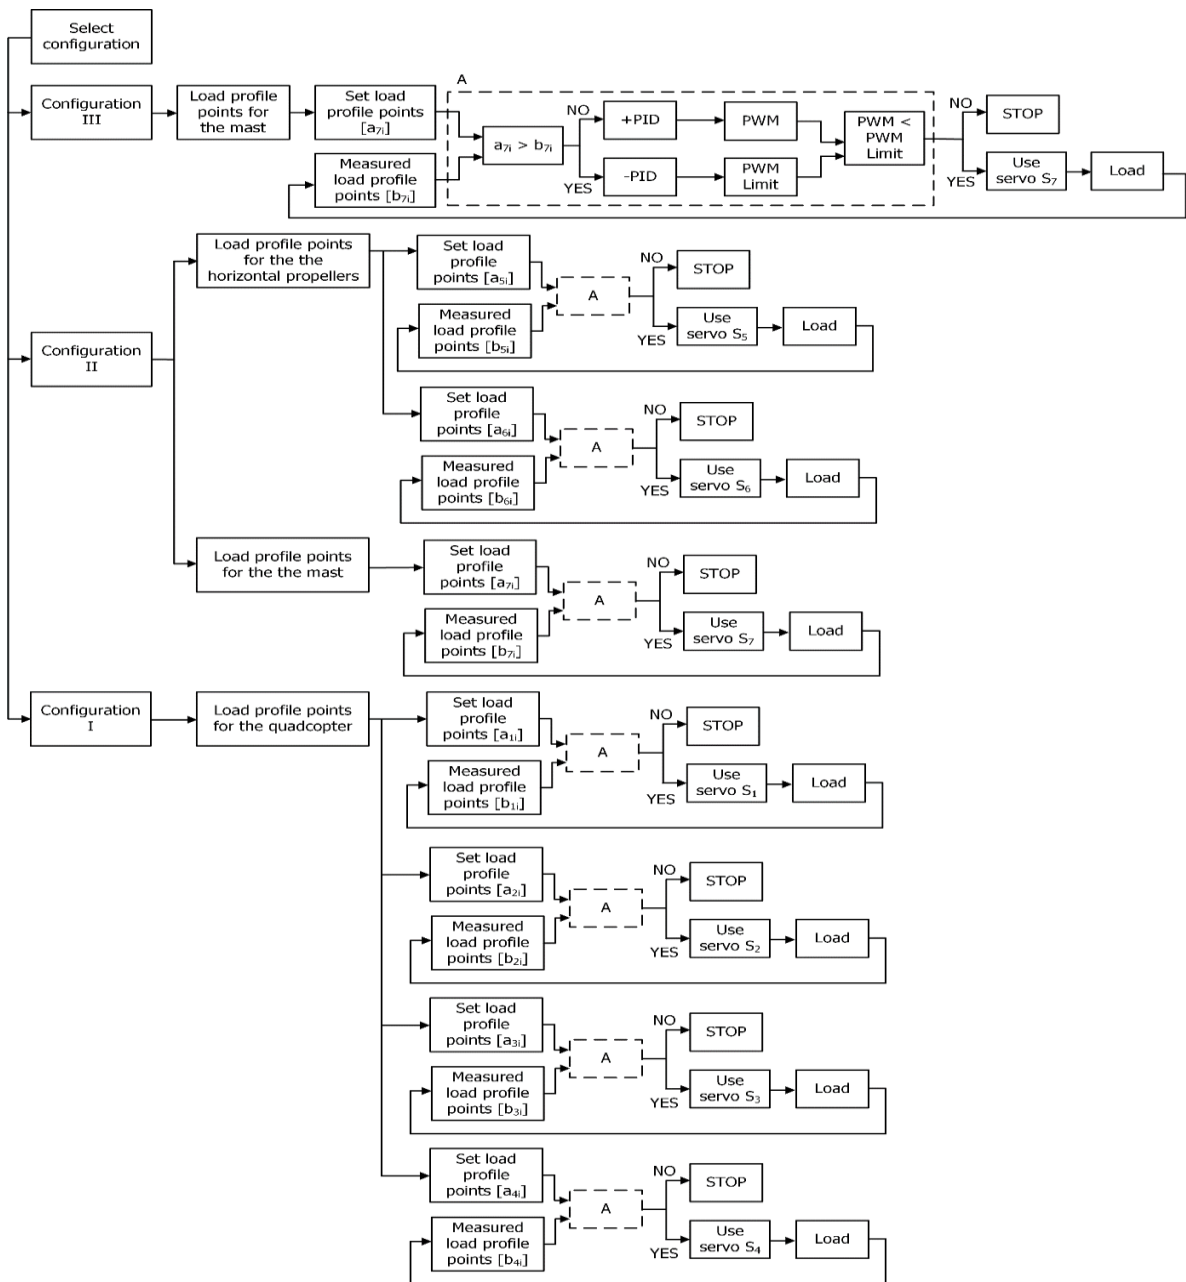 Select
configuration
A
Configuration
III
Load profile
points for
the mast
Set load
profile points
[a₇ᵢ]
Measured
load profile
points [b₇ᵢ]
a₇ᵢ > b₇ᵢ
NO
YES
+PID
-PID
PWM
PWM
Limit
PWM <
PWM
Limit
NO
STOP
YES
Use
servo S₇
Load
Configuration
II
Load profile points
for the the
horizontal propellers
Set load
profile
points [a₅ᵢ]
Measured
load profile
points [b₅ᵢ]
A
NO
STOP
YES
Use
servo S₅
Load
Set load
profile
points [a₆ᵢ]
Measured
load profile
points [b₆ᵢ]
A
NO
STOP
YES
Use
servo S₆
Load
Load profile points
for the the mast
Set load
profile
points [a₇ᵢ]
Measured
load profile
points [b₇ᵢ]
A
NO
STOP
YES
Use
servo S₇
Load
Configuration
I
Load profile points
for the quadcopter
Set load
profile
points [a₁ᵢ]
Measured
load profile
points [b₁ᵢ]
A
NO
STOP
YES
Use
servo S₁
Load
Set load
profile
points [a₂ᵢ]
Measured
load profile
points [b₂ᵢ]
A
NO
STOP
YES
Use
servo S₂
Load
Set load
profile
points [a₃ᵢ]
Measured
load profile
points [b₃ᵢ]
A
NO
STOP
YES
Use
servo S₃
Load
Set load
profile
points [a₄ᵢ]
Measured
load profile
points [b₄ᵢ]
A
NO
STOP
YES
Use
servo S₄
Load